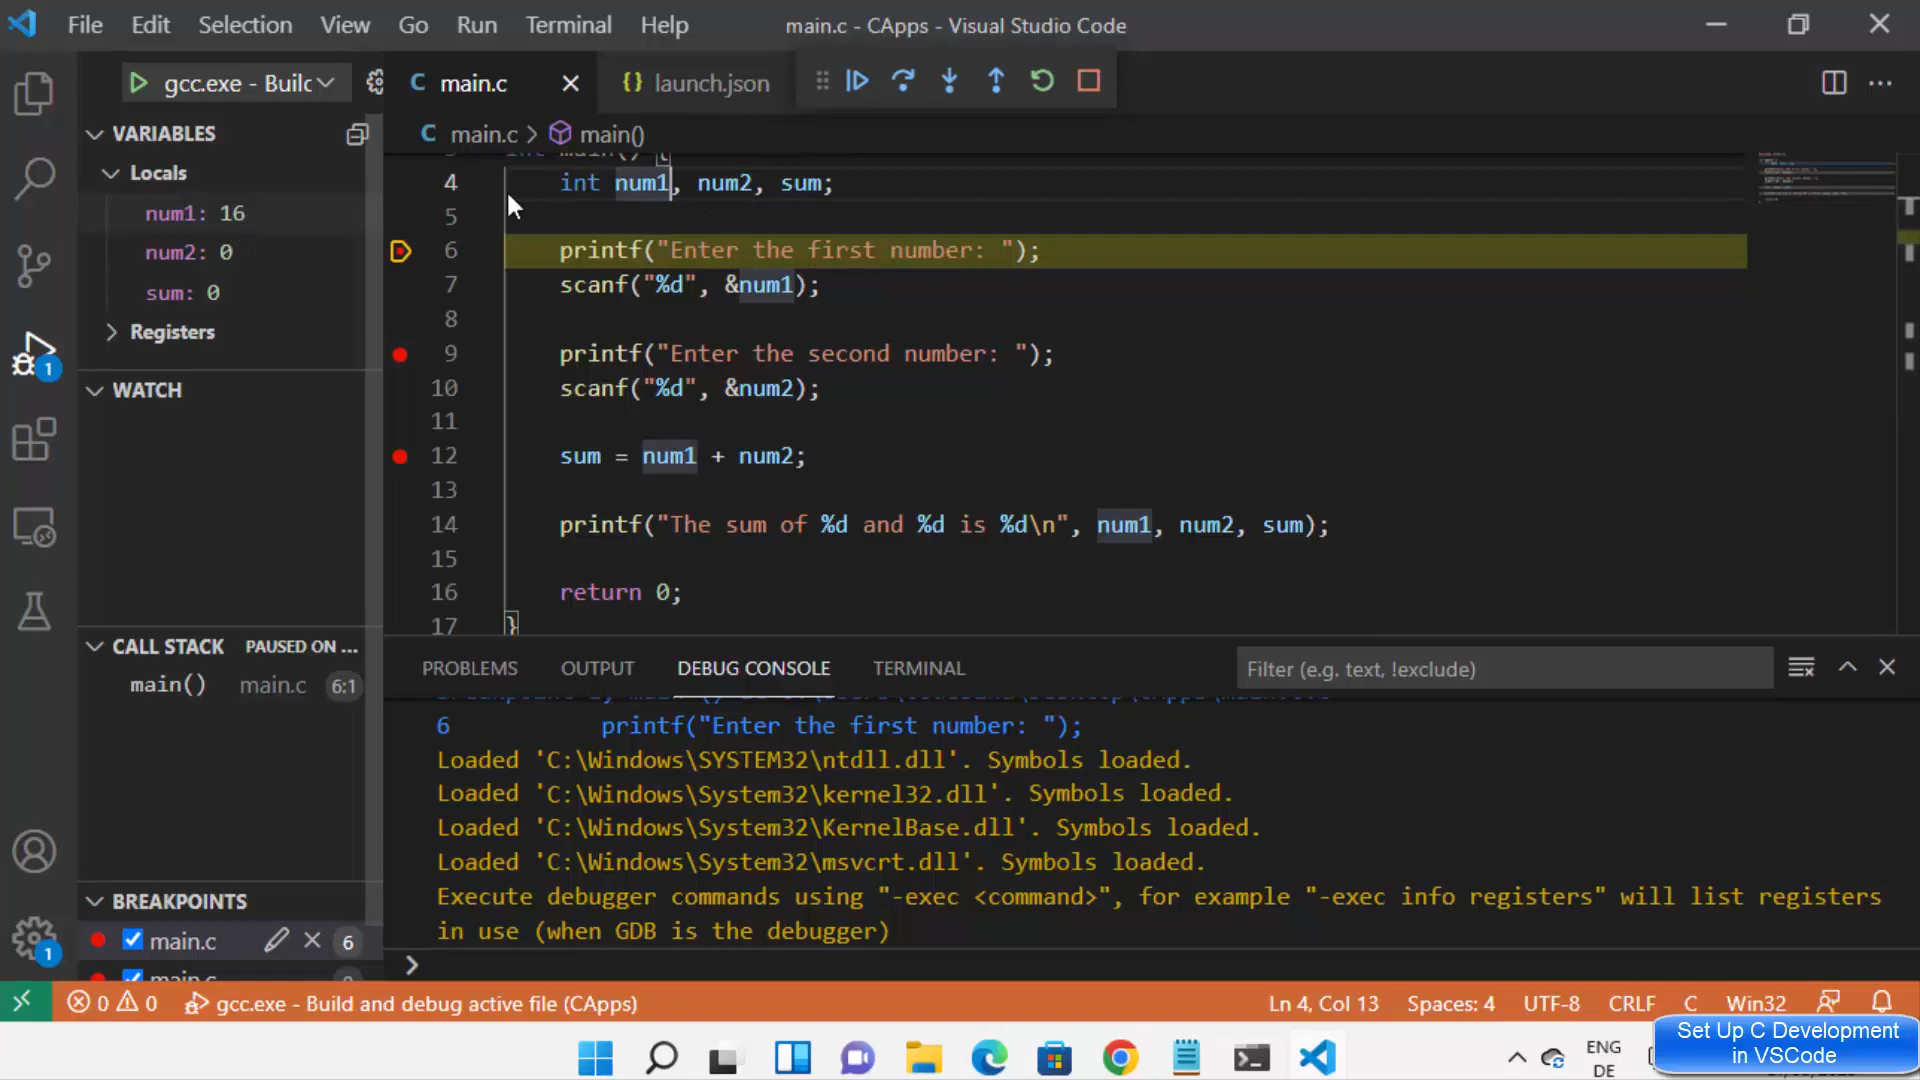 File Edit Selection View Go Run Terminal Help
main.c - CApps - Visual Studio Code
gcc.exe - Builc
C main.c
{} launch.json
VARIABLES
Locals
num1: 16
num2: 0
sum: 0
Registers
WATCH
CALL STACK PAUSED ON ...
main() main.c 6:1
BREAKPOINTS
main.c 6
main.c
C main.c > main()
int main() {
4 int num1, num2, sum;
5
6 printf("Enter the first number: ");
7 scanf("%d", &num1);
8
9 printf("Enter the second number: ");
10 scanf("%d", &num2);
11
12 sum = num1 + num2;
13
14 printf("The sum of %d and %d is %d\n", num1, num2, sum);
15
16 return 0;
17 }
PROBLEMS OUTPUT DEBUG CONSOLE TERMINAL
Filter (e.g. text, !exclude)
6 printf("Enter the first number: ");
Loaded 'C:\Windows\SYSTEM32\ntdll.dll'. Symbols loaded.
Loaded 'C:\Windows\System32\kernel32.dll'. Symbols loaded.
Loaded 'C:\Windows\System32\KernelBase.dll'. Symbols loaded.
Loaded 'C:\Windows\System32\msvcrt.dll'. Symbols loaded.
Execute debugger commands using "-exec <command>", for example "-exec info registers" will list registers
in use (when GDB is the debugger)
1
1
0 0 gcc.exe - Build and debug active file (CApps)
Ln 4, Col 13 Spaces: 4 UTF-8 CRLF C Win32
ENG
DE
Set Up C Development
in VSCode